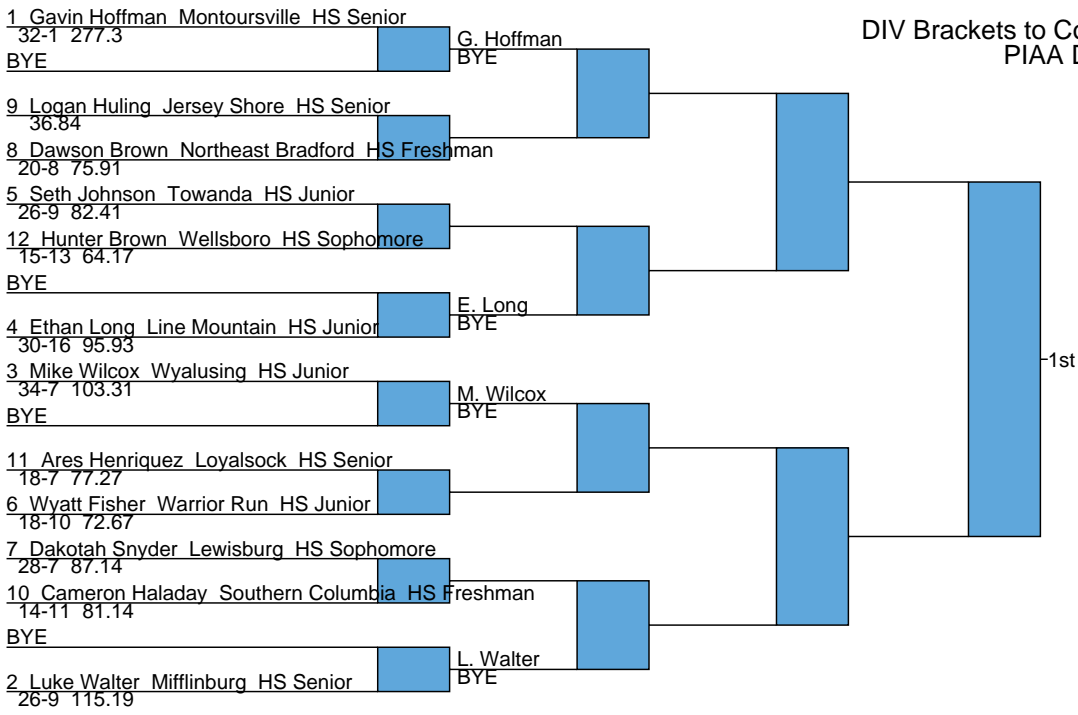 DIV Brackets to Co
PIAA D
1 Gavin Hoffman Montoursville HS Senior
32-1 277.3
BYE
G. Hoffman
BYE
9 Logan Huling Jersey Shore HS Senior
36.84
8 Dawson Brown Northeast Bradford HS Freshman
20-8 75.91
5 Seth Johnson Towanda HS Junior
26-9 82.41
12 Hunter Brown Wellsboro HS Sophomore
15-13 64.17
BYE
E. Long
BYE
4 Ethan Long Line Mountain HS Junior
30-16 95.93
3 Mike Wilcox Wyalusing HS Junior
34-7 103.31
BYE
M. Wilcox
BYE
1st
11 Ares Henriquez Loyalsock HS Senior
18-7 77.27
6 Wyatt Fisher Warrior Run HS Junior
18-10 72.67
7 Dakotah Snyder Lewisburg HS Sophomore
28-7 87.14
10 Cameron Haladay Southern Columbia HS Freshman
14-11 81.14
BYE
L. Walter
BYE
2 Luke Walter Mifflinburg HS Senior
26-9 115.19